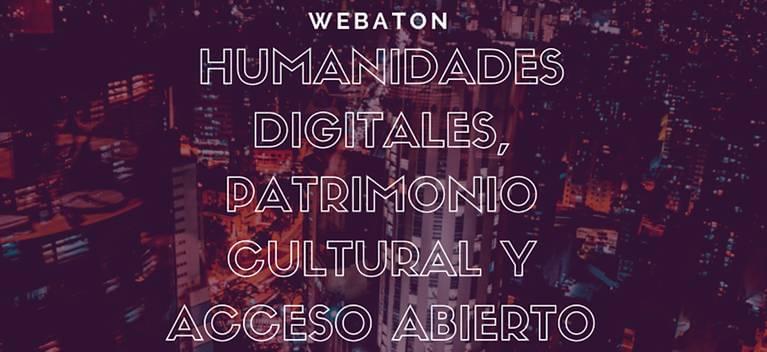 WEBATON
HUMANIDADES
DIGITALES,
PATRIMONIO
CULTURAL Y
ACCESO ABIERTO